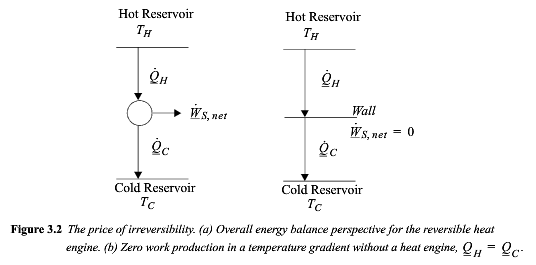 Hot Reservoir
T_H
Q̇_H
Ẇ_S, net
Q̇_C
Cold Reservoir
T_C
Hot Reservoir
T_H
Q̇_H
Wall
Ẇ_S, net = 0
Q̇_C
Cold Reservoir
T_C
Figure 3.2 The price of irreversibility. (a) Overall energy balance perspective for the reversible heat
engine. (b) Zero work production in a temperature gradient without a heat engine, Q̇_H = Q̇_C.